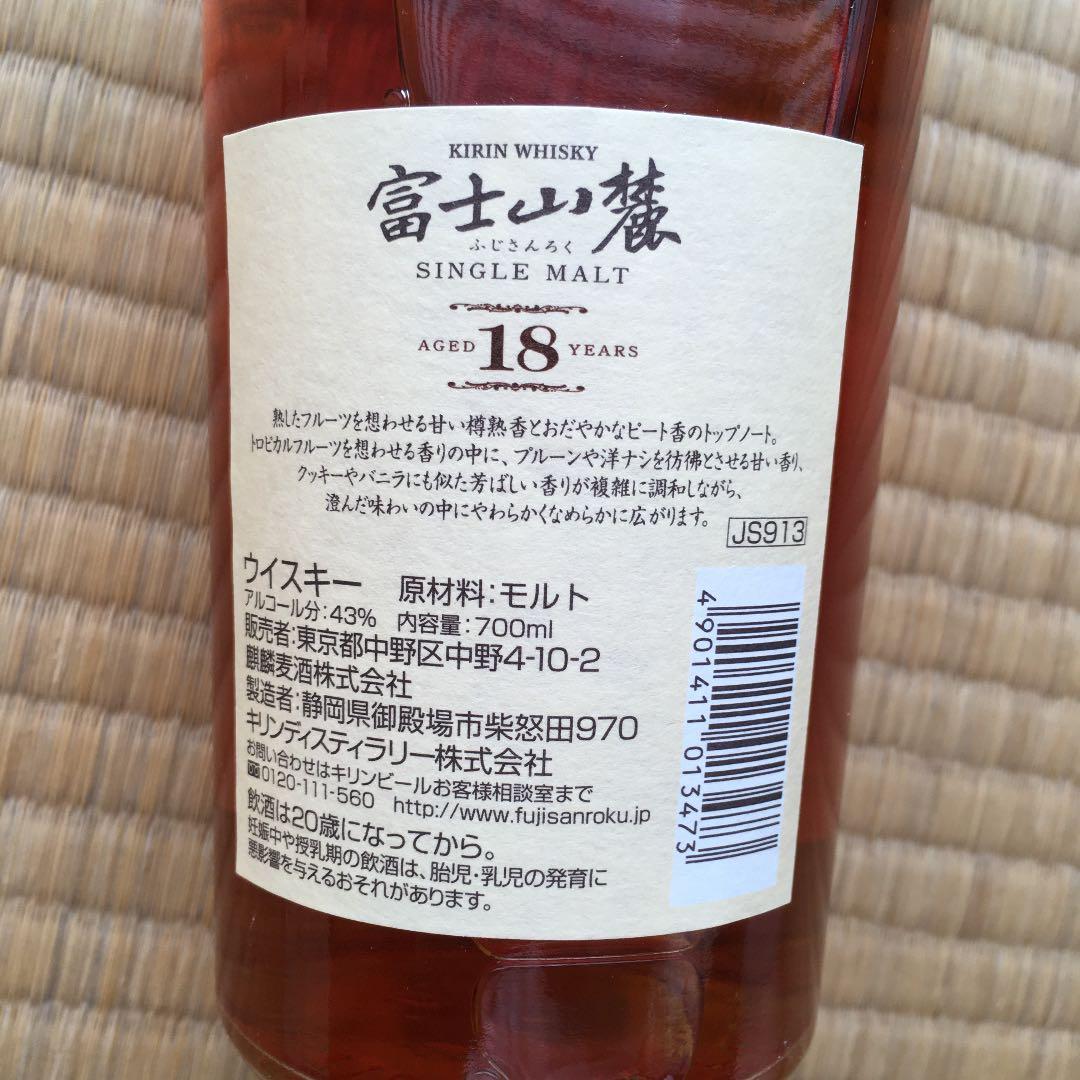 KIRIN WHISKY
富士山麓
ふじさんろく
SINGLE MALT
AGED 18 YEARS
熟したフルーツを想わせる甘い樽熟香とおだやかなピート香のトップノート。
トロピカルフルーツを想わせる香りの中に、プルーンや洋ナシを彷彿とさせる甘い香り、
クッキーやバニラにも似た芳ばしい香りが複雑に調和しながら、
澄んだ味わいの中にやわらかくなめらかに広がります。
JS913
ウイスキー 原材料:モルト
アルコール分:43% 内容量:700ml
販売者:東京都中野区中野4-10-2
麒麟麦酒株式会社
製造者:静岡県御殿場市柴怒田970
キリンディスティラリー株式会社
お問い合わせはキリンビールお客様相談室まで
0120-111-560 http://www.fujisanroku.jp
飲酒は20歳になってから。
妊娠中や授乳期の飲酒は、胎児・乳児の発育に
悪影響を与えるおそれがあります。
4 901411 013473